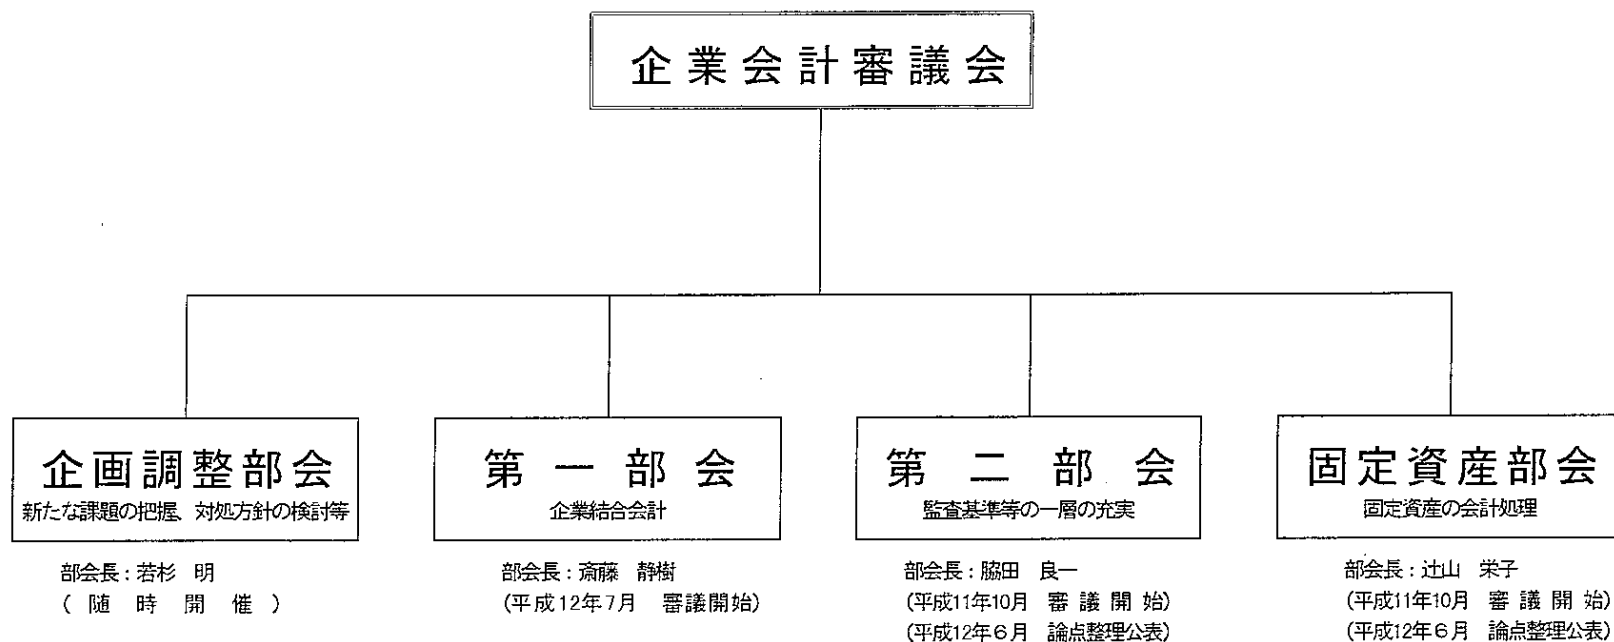 企業会計審議会
企画調整部会
新たな課題の把握、対処方針の検討等
部会長：若杉 明
（随時開催）
第一部会
企業結合会計
部会長：斎藤 静樹
(平成12年7月 審議開始)
第二部会
監査基準等の一層の充実
部会長：脇田 良一
(平成11年10月 審議開始)
(平成12年6月 論点整理公表)
固定資産部会
固定資産の会計処理
部会長：辻山 栄子
(平成11年10月 審議開始)
(平成12年6月 論点整理公表)